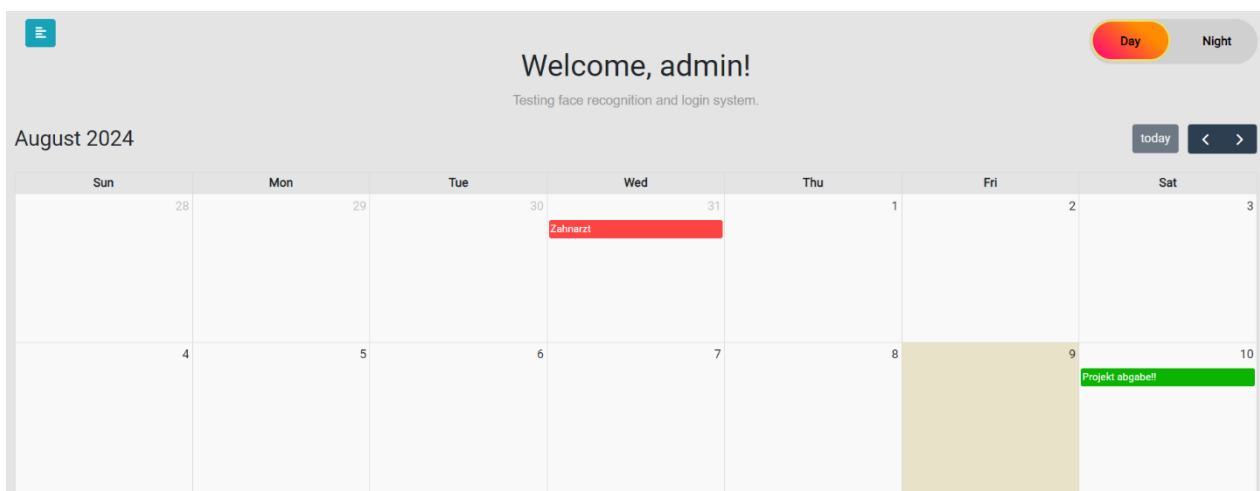 Day Night
Welcome, admin!
Testing face recognition and login system.
August 2024 today
Sun Mon Tue Wed Thu Fri Sat
28 29 30 31 1 2 3
Zahnarzt
4 5 6 7 8 9 10
Projekt abgabe!!